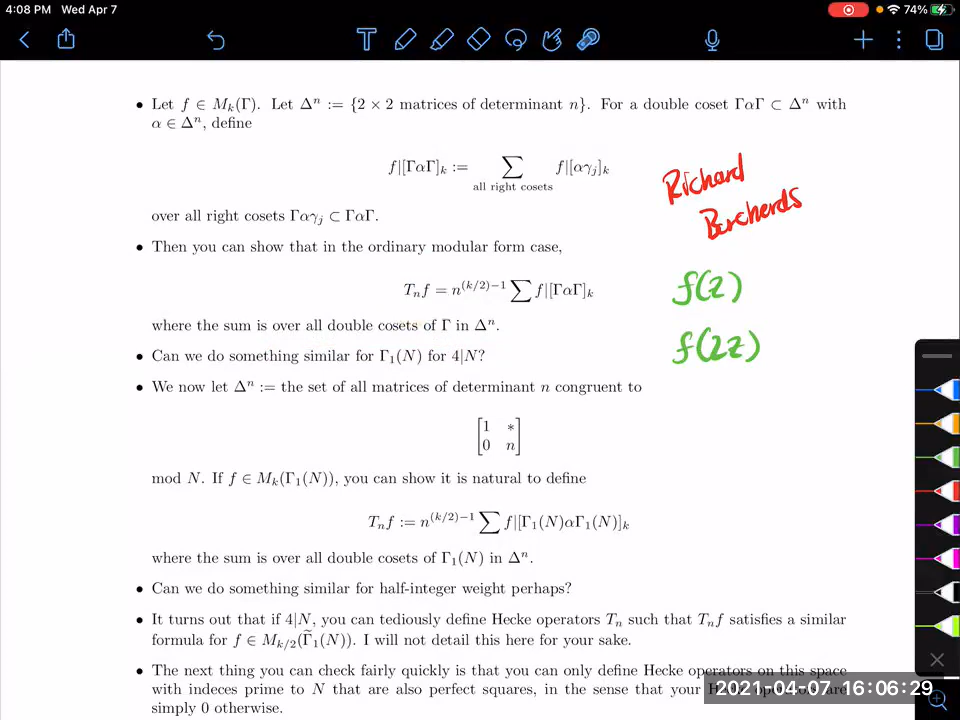 4:08 PM Wed Apr 7
74%
• Let f ∈ M_k(Γ). Let Δ^n := {2 × 2 matrices of determinant n}. For a double coset ΓαΓ ⊂ Δ^n with
α ∈ Δ^n, define
f|[ΓαΓ]_k := ∑ f|[αγ_j]_k
all right cosets
over all right cosets Γαγ_j ⊂ ΓαΓ.
Richard
Borcherds
• Then you can show that in the ordinary modular form case,
T_n f = n^{(k/2)−1} ∑ f|[ΓαΓ]_k
f(z)
where the sum is over all double cosets of Γ in Δ^n.
f(2z)
• Can we do something similar for Γ_1(N) for 4|N?
• We now let Δ^n := the set of all matrices of determinant n congruent to
[1 *
0 n]
mod N. If f ∈ M_k(Γ_1(N)), you can show it is natural to define
T_n f := n^{(k/2)−1} ∑ f|[Γ_1(N)αΓ_1(N)]_k
where the sum is over all double cosets of Γ_1(N) in Δ^n.
• Can we do something similar for half-integer weight perhaps?
• It turns out that if 4|N, you can tediously define Hecke operators T_n such that T_n f satisfies a similar
formula for f ∈ M_{k/2}(Γ̃_1(N)). I will not detail this here for your sake.
• The next thing you can check fairly quickly is that you can only define Hecke operators on this space
with indeces prime to N that are also perfect squares, in the sense that your are
simply 0 otherwise.
2021-04-07 16:06:29